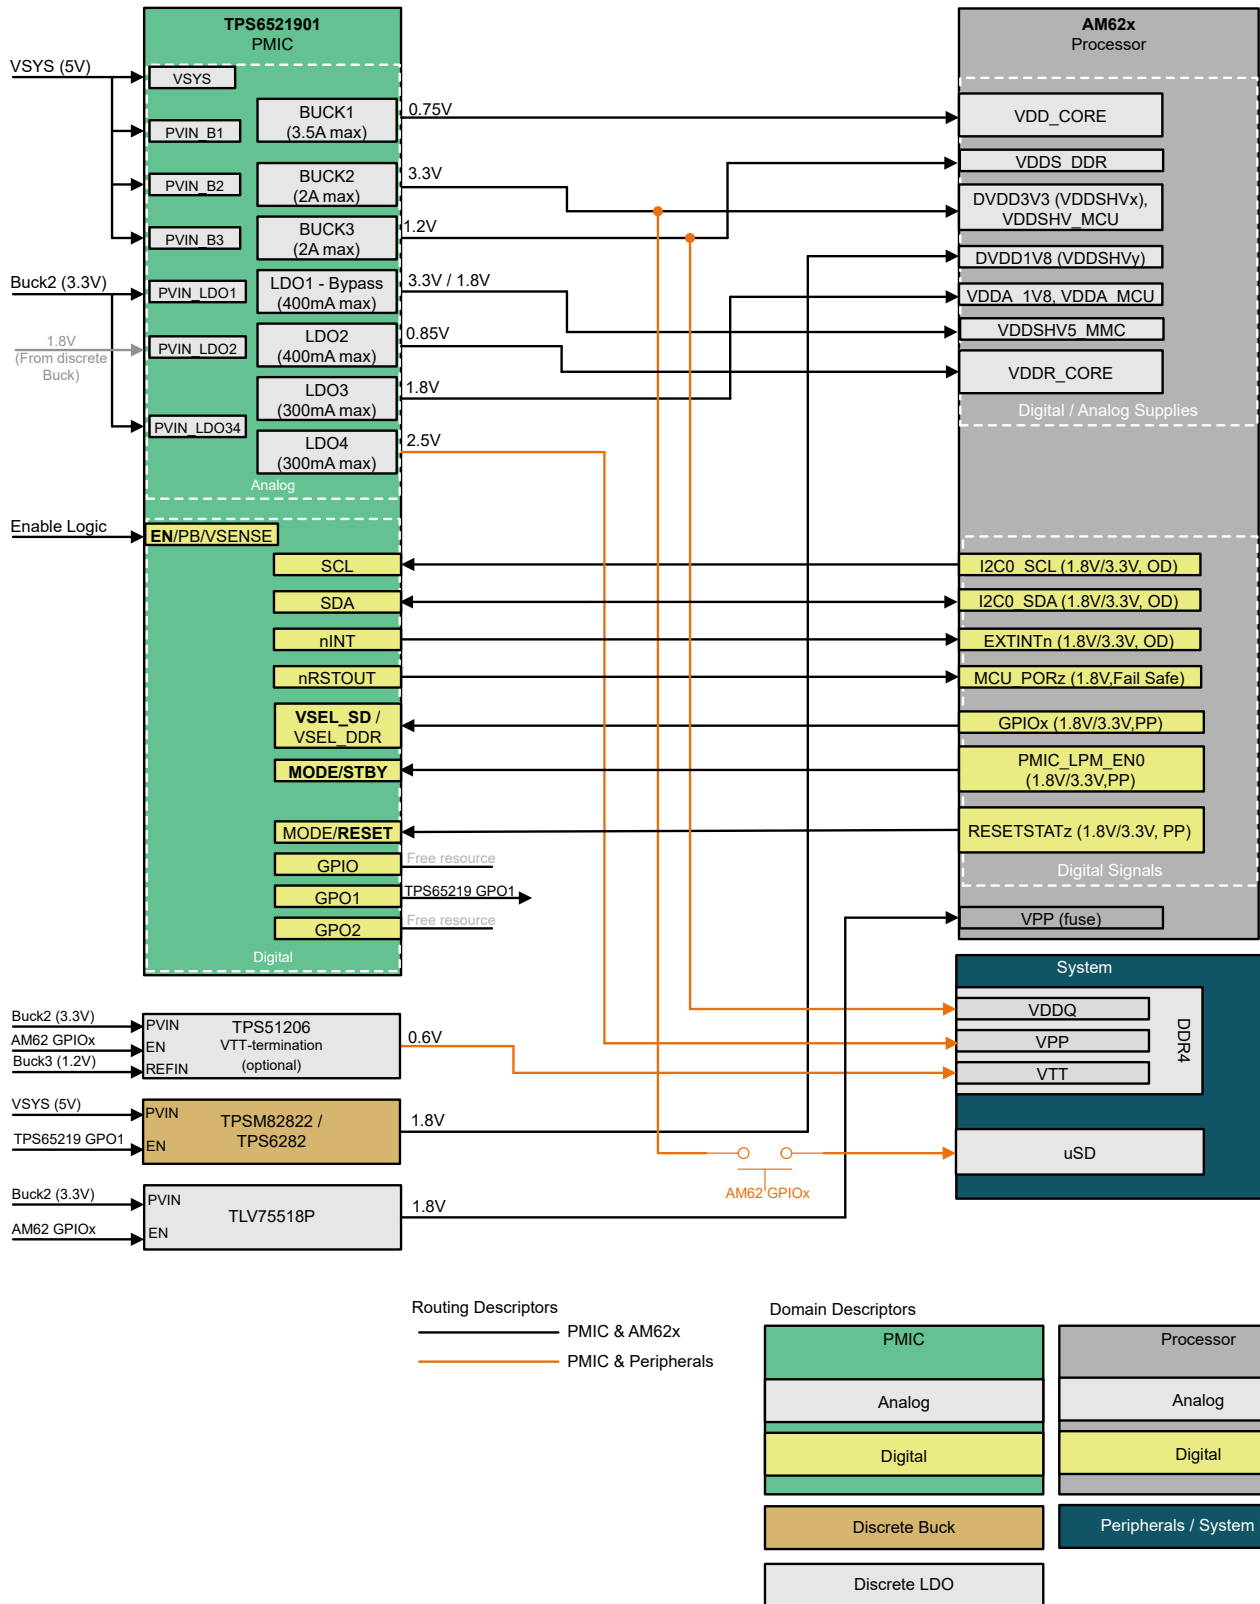 TPS6521901
PMIC
VSYS (5V)
VSYS
PVIN_B1
PVIN_B2
PVIN_B3
Buck2 (3.3V)
PVIN_LDO1
1.8V
(From discrete
Buck)
PVIN_LDO2
PVIN_LDO34
BUCK1
(3.5A max)
0.75V
BUCK2
(2A max)
3.3V
BUCK3
(2A max)
1.2V
LDO1 - Bypass
(400mA max)
3.3V / 1.8V
LDO2
(400mA max)
0.85V
LDO3
(300mA max)
1.8V
LDO4
(300mA max)
2.5V
Analog
Enable Logic
EN/PB/VSENSE
SCL
SDA
nINT
nRSTOUT
VSEL_SD /
VSEL_DDR
MODE/STBY
MODE/RESET
GPIO
Free resource
GPO1
TPS65219 GPO1
GPO2
Free resource
Digital
AM62x
Processor
VDD_CORE
VDDS_DDR
DVDD3V3 (VDDSHVx),
VDDSHV_MCU
DVDD1V8 (VDDSHVy)
VDDA_1V8, VDDA_MCU
VDDSHV5_MMC
VDDR_CORE
Digital / Analog Supplies
I2C0_SCL (1.8V/3.3V, OD)
I2C0_SDA (1.8V/3.3V, OD)
EXTINTn (1.8V/3.3V, OD)
MCU_PORz (1.8V,Fail Safe)
GPIOx (1.8V/3.3V,PP)
PMIC_LPM_EN0
(1.8V/3.3V,PP)
RESETSTATz (1.8V/3.3V, PP)
Digital Signals
VPP (fuse)
System
VDDQ
VPP
VTT
DDR4
uSD
Buck2 (3.3V)
AM62 GPIOx
Buck3 (1.2V)
PVIN
EN
REFIN
TPS51206
VTT-termination
(optional)
0.6V
VSYS (5V)
TPS65219 GPO1
PVIN
EN
TPSM82822 /
TPS6282
1.8V
AM62 GPIOx
Buck2 (3.3V)
AM62 GPIOx
PVIN
EN
TLV75518P
1.8V
Routing Descriptors
PMIC & AM62x
PMIC & Peripherals
Domain Descriptors
PMIC
Analog
Digital
Discrete Buck
Discrete LDO
Processor
Analog
Digital
Peripherals / System